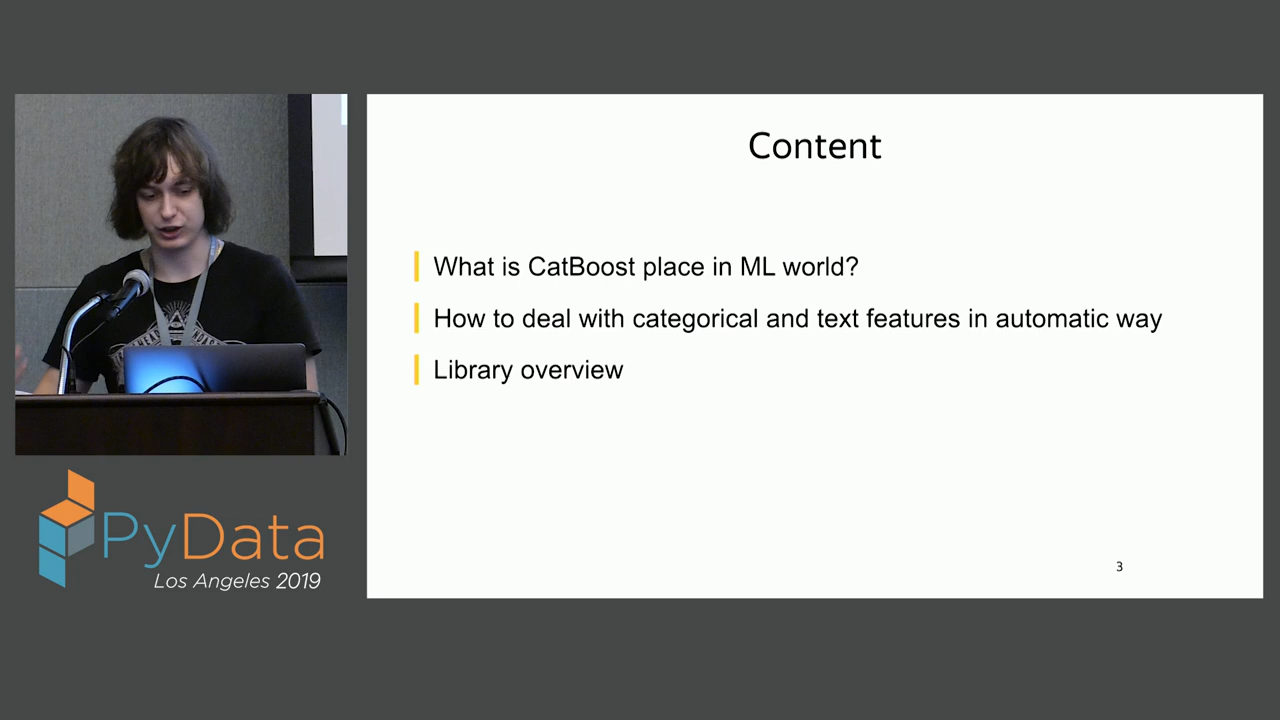 Content
What is CatBoost place in ML world?
How to deal with categorical and text features in automatic way
Library overview
3
PyData
Los Angeles 2019